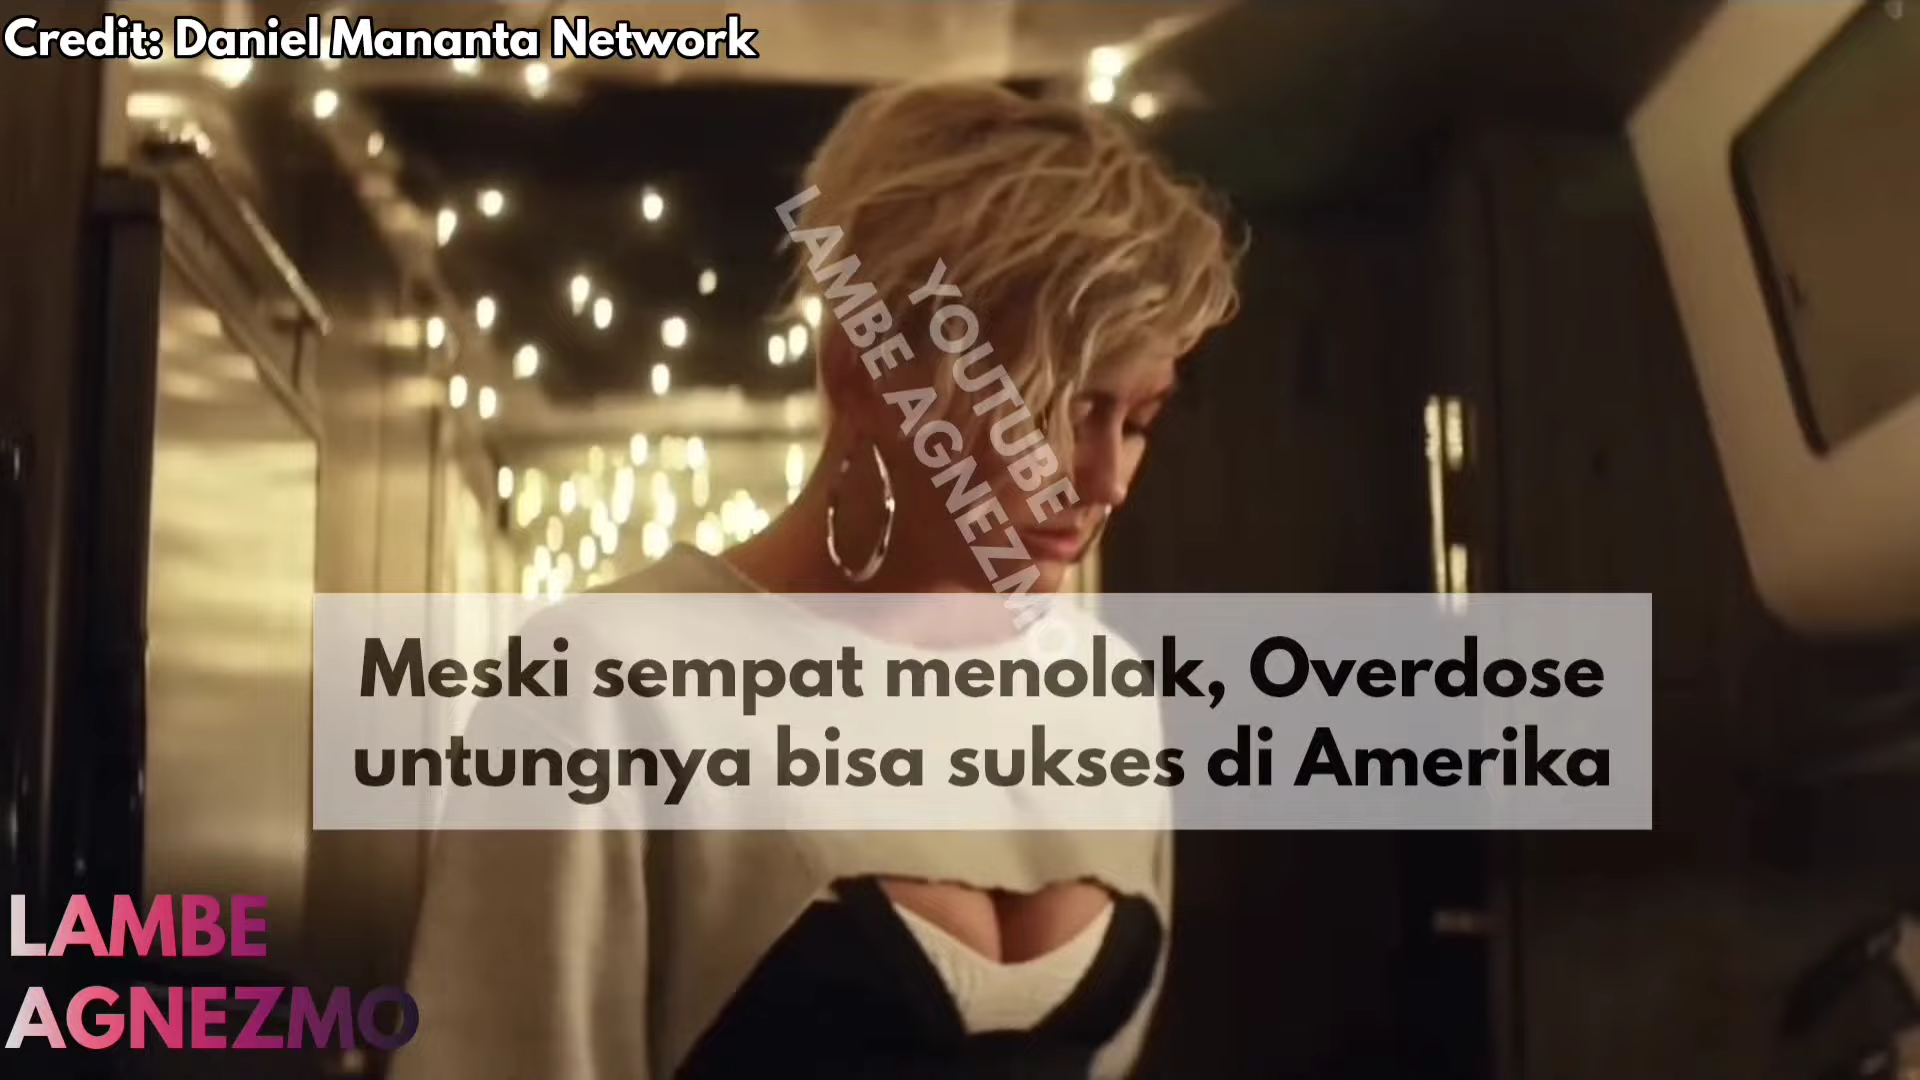 Credit: Daniel Mananta Network
YOUTUBE
LAMBE AGNEZMO
Meski sempat menolak, Overdose
untungnya bisa sukses di Amerika
LAMBE
AGNEZMO